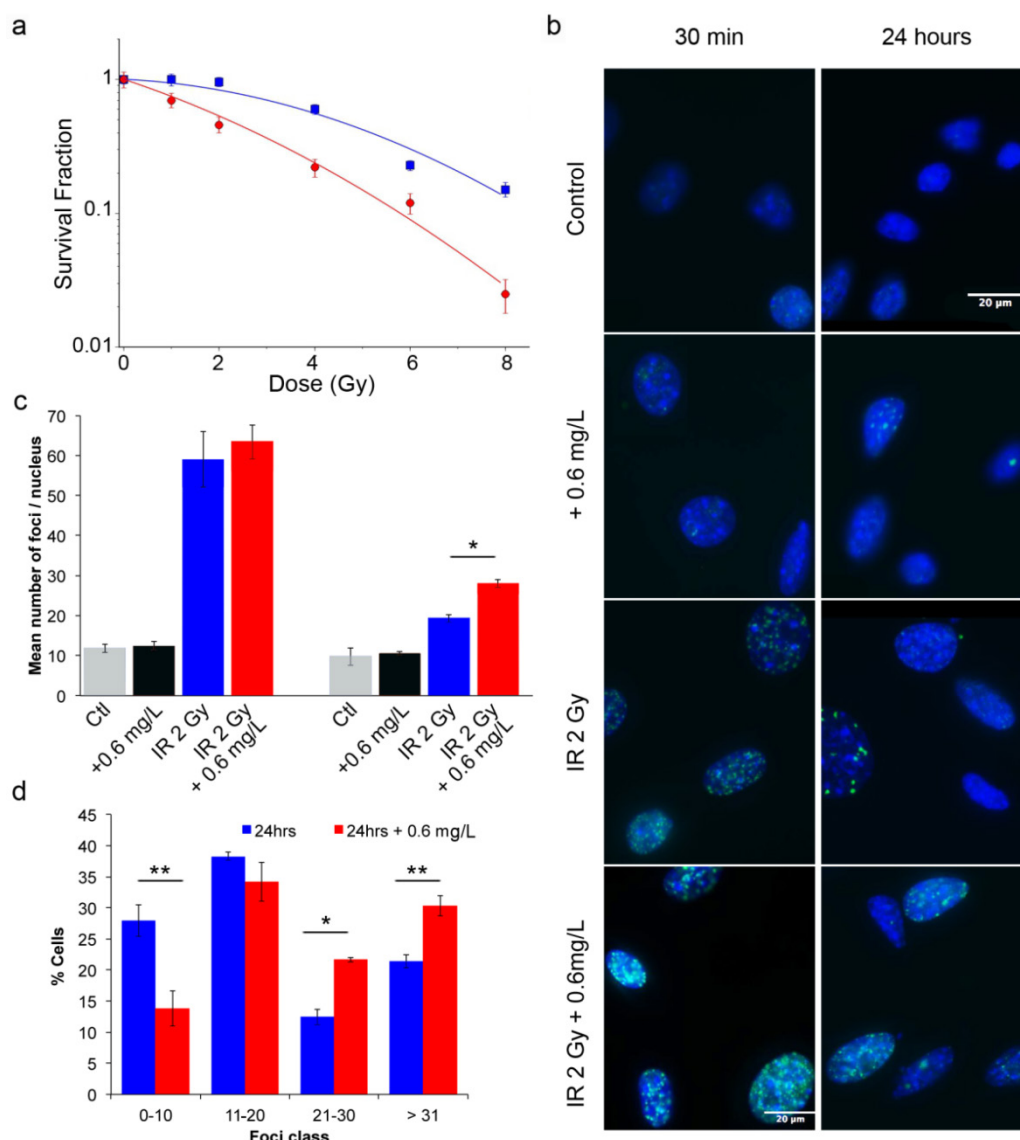 a
Survival Fraction
1
0.1
0.01
0
2
4
6
8
Dose (Gy)
b
30 min
24 hours
Control
+ 0.6 mg/L
IR 2 Gy
IR 2 Gy + 0.6mg/L
20 µm
20 µm
c
Mean number of foci / nucleus
70
60
50
40
30
20
10
0
*
Ctl
+0.6 mg/L
IR 2 Gy
IR 2 Gy
+ 0.6 mg/L
+0.6 mg/L
IR 2 Gy
IR 2 Gy
+ 0.6 mg/L
d
% Cells
45
40
35
30
25
20
15
10
5
0
24hrs
24hrs + 0.6 mg/L
**
*
**
0-10
11-20
21-30
> 31
Foci class